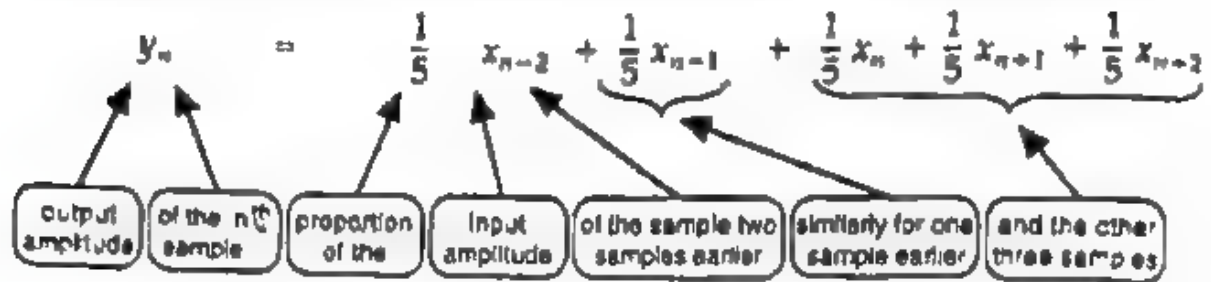 yₙ = 1/5 xₙ₋₂ + 1/5 xₙ₋₁ + 1/5 xₙ + 1/5 xₙ₊₁ + 1/5 xₙ₊₂
output amplitude
of the nth sample
proportion of the
Input amplitude
of the sample two samples earlier
similarly for one sample earlier
and the other three samples